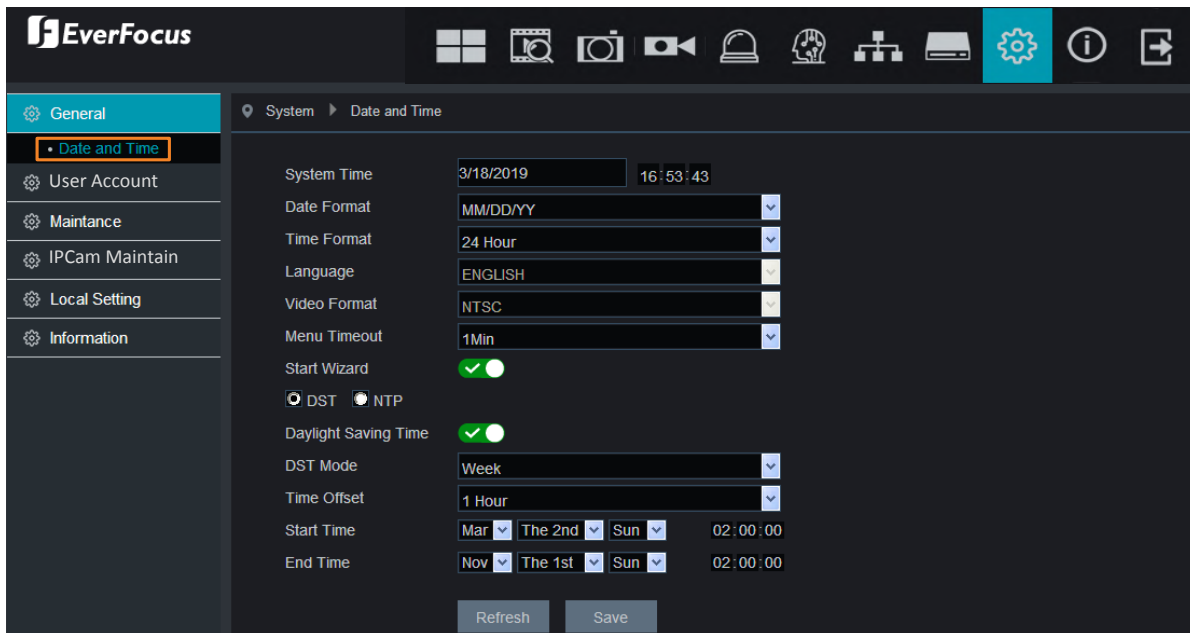 EverFocus
General
System Date and Time
• Date and Time
User Account
Maintance
IPCam Maintain
Local Setting
Information
System Time 3/18/2019 16:53:43
Date Format MM/DD/YY
Time Format 24 Hour
Language ENGLISH
Video Format NTSC
Menu Timeout 1Min
Start Wizard
DST NTP
Daylight Saving Time
DST Mode Week
Time Offset 1 Hour
Start Time Mar The 2nd Sun 02:00:00
End Time Nov The 1st Sun 02:00:00
Refresh Save